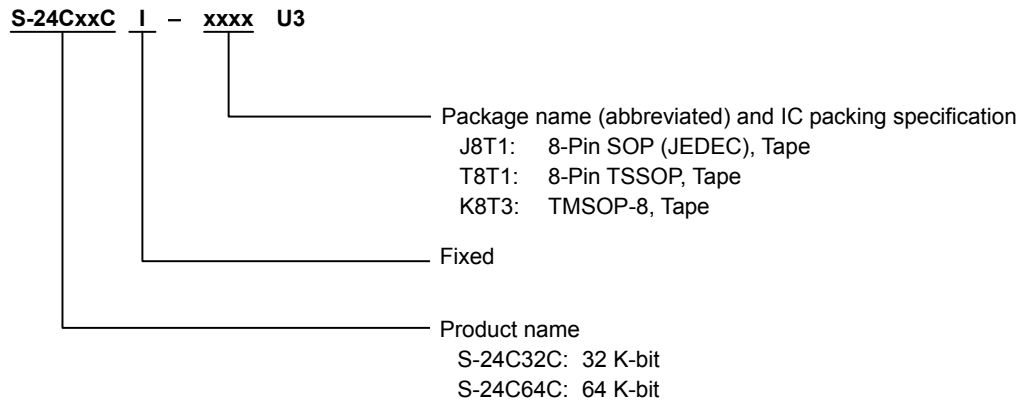 S-24CxxC I – xxxx U3
Package name (abbreviated) and IC packing specification
J8T1: 8-Pin SOP (JEDEC), Tape
T8T1: 8-Pin TSSOP, Tape
K8T3: TMSOP-8, Tape
Fixed
Product name
S-24C32C: 32 K-bit
S-24C64C: 64 K-bit